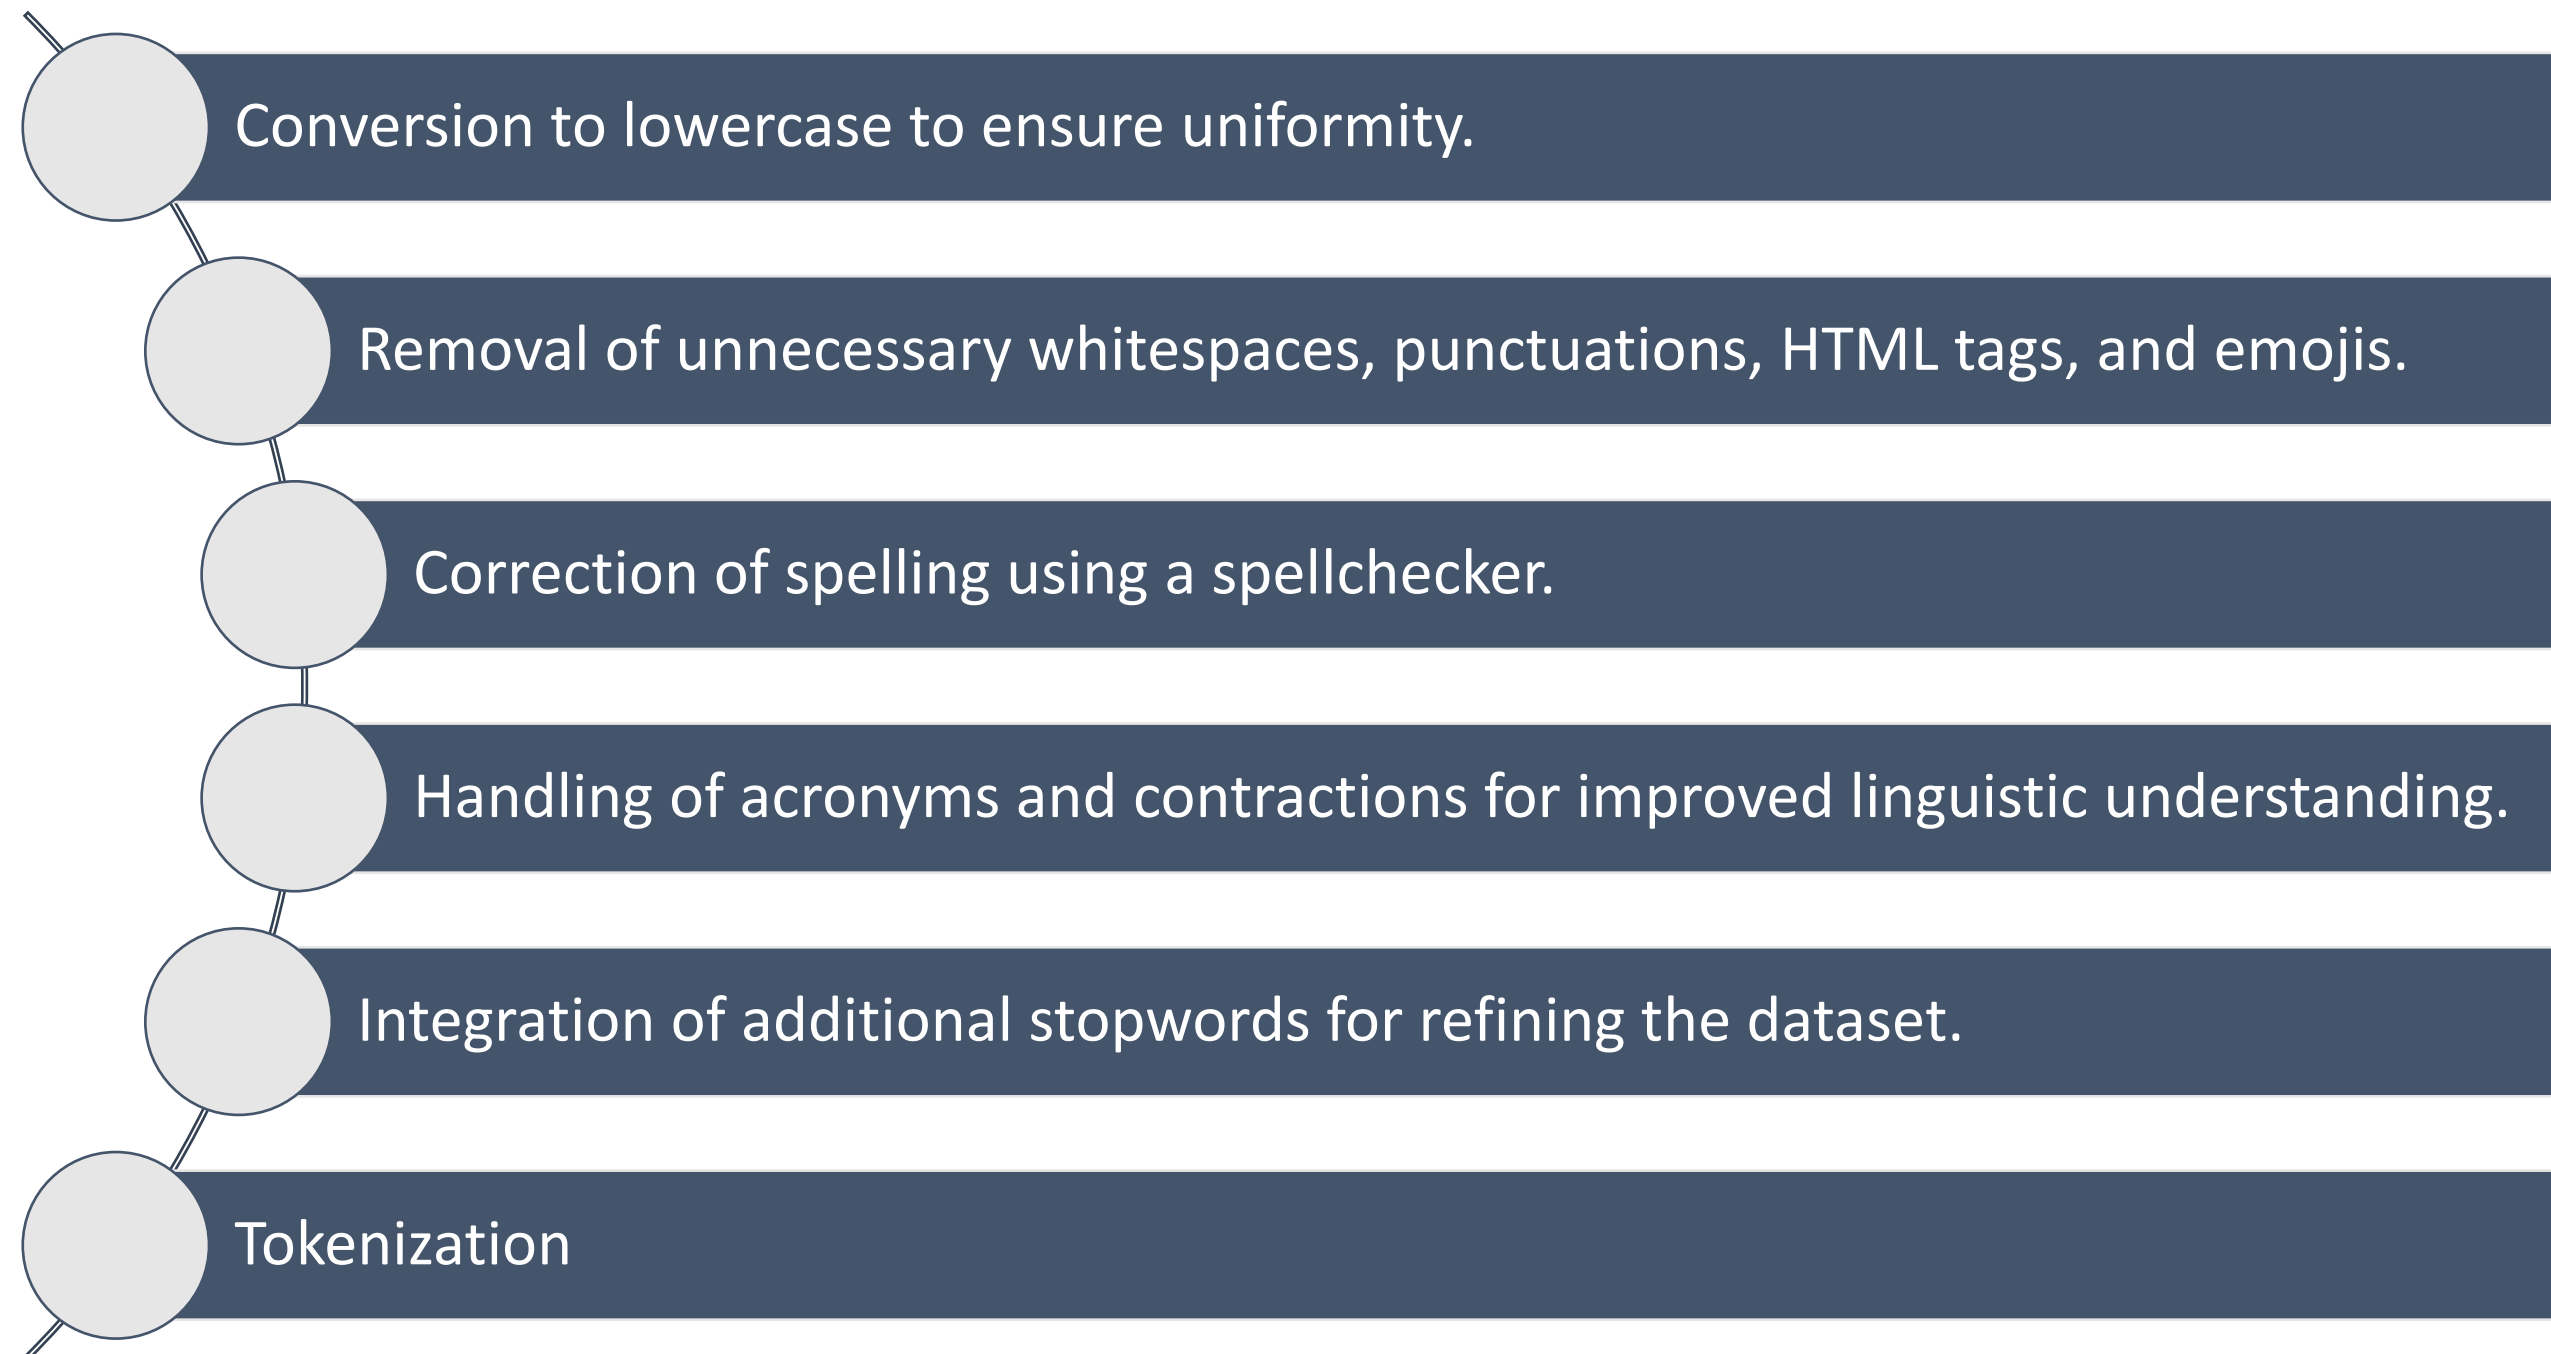 Conversion to lowercase to ensure uniformity.
Removal of unnecessary whitespaces, punctuations, HTML tags, and emojis.
Correction of spelling using a spellchecker.
Handling of acronyms and contractions for improved linguistic understanding.
Integration of additional stopwords for refining the dataset.
Tokenization